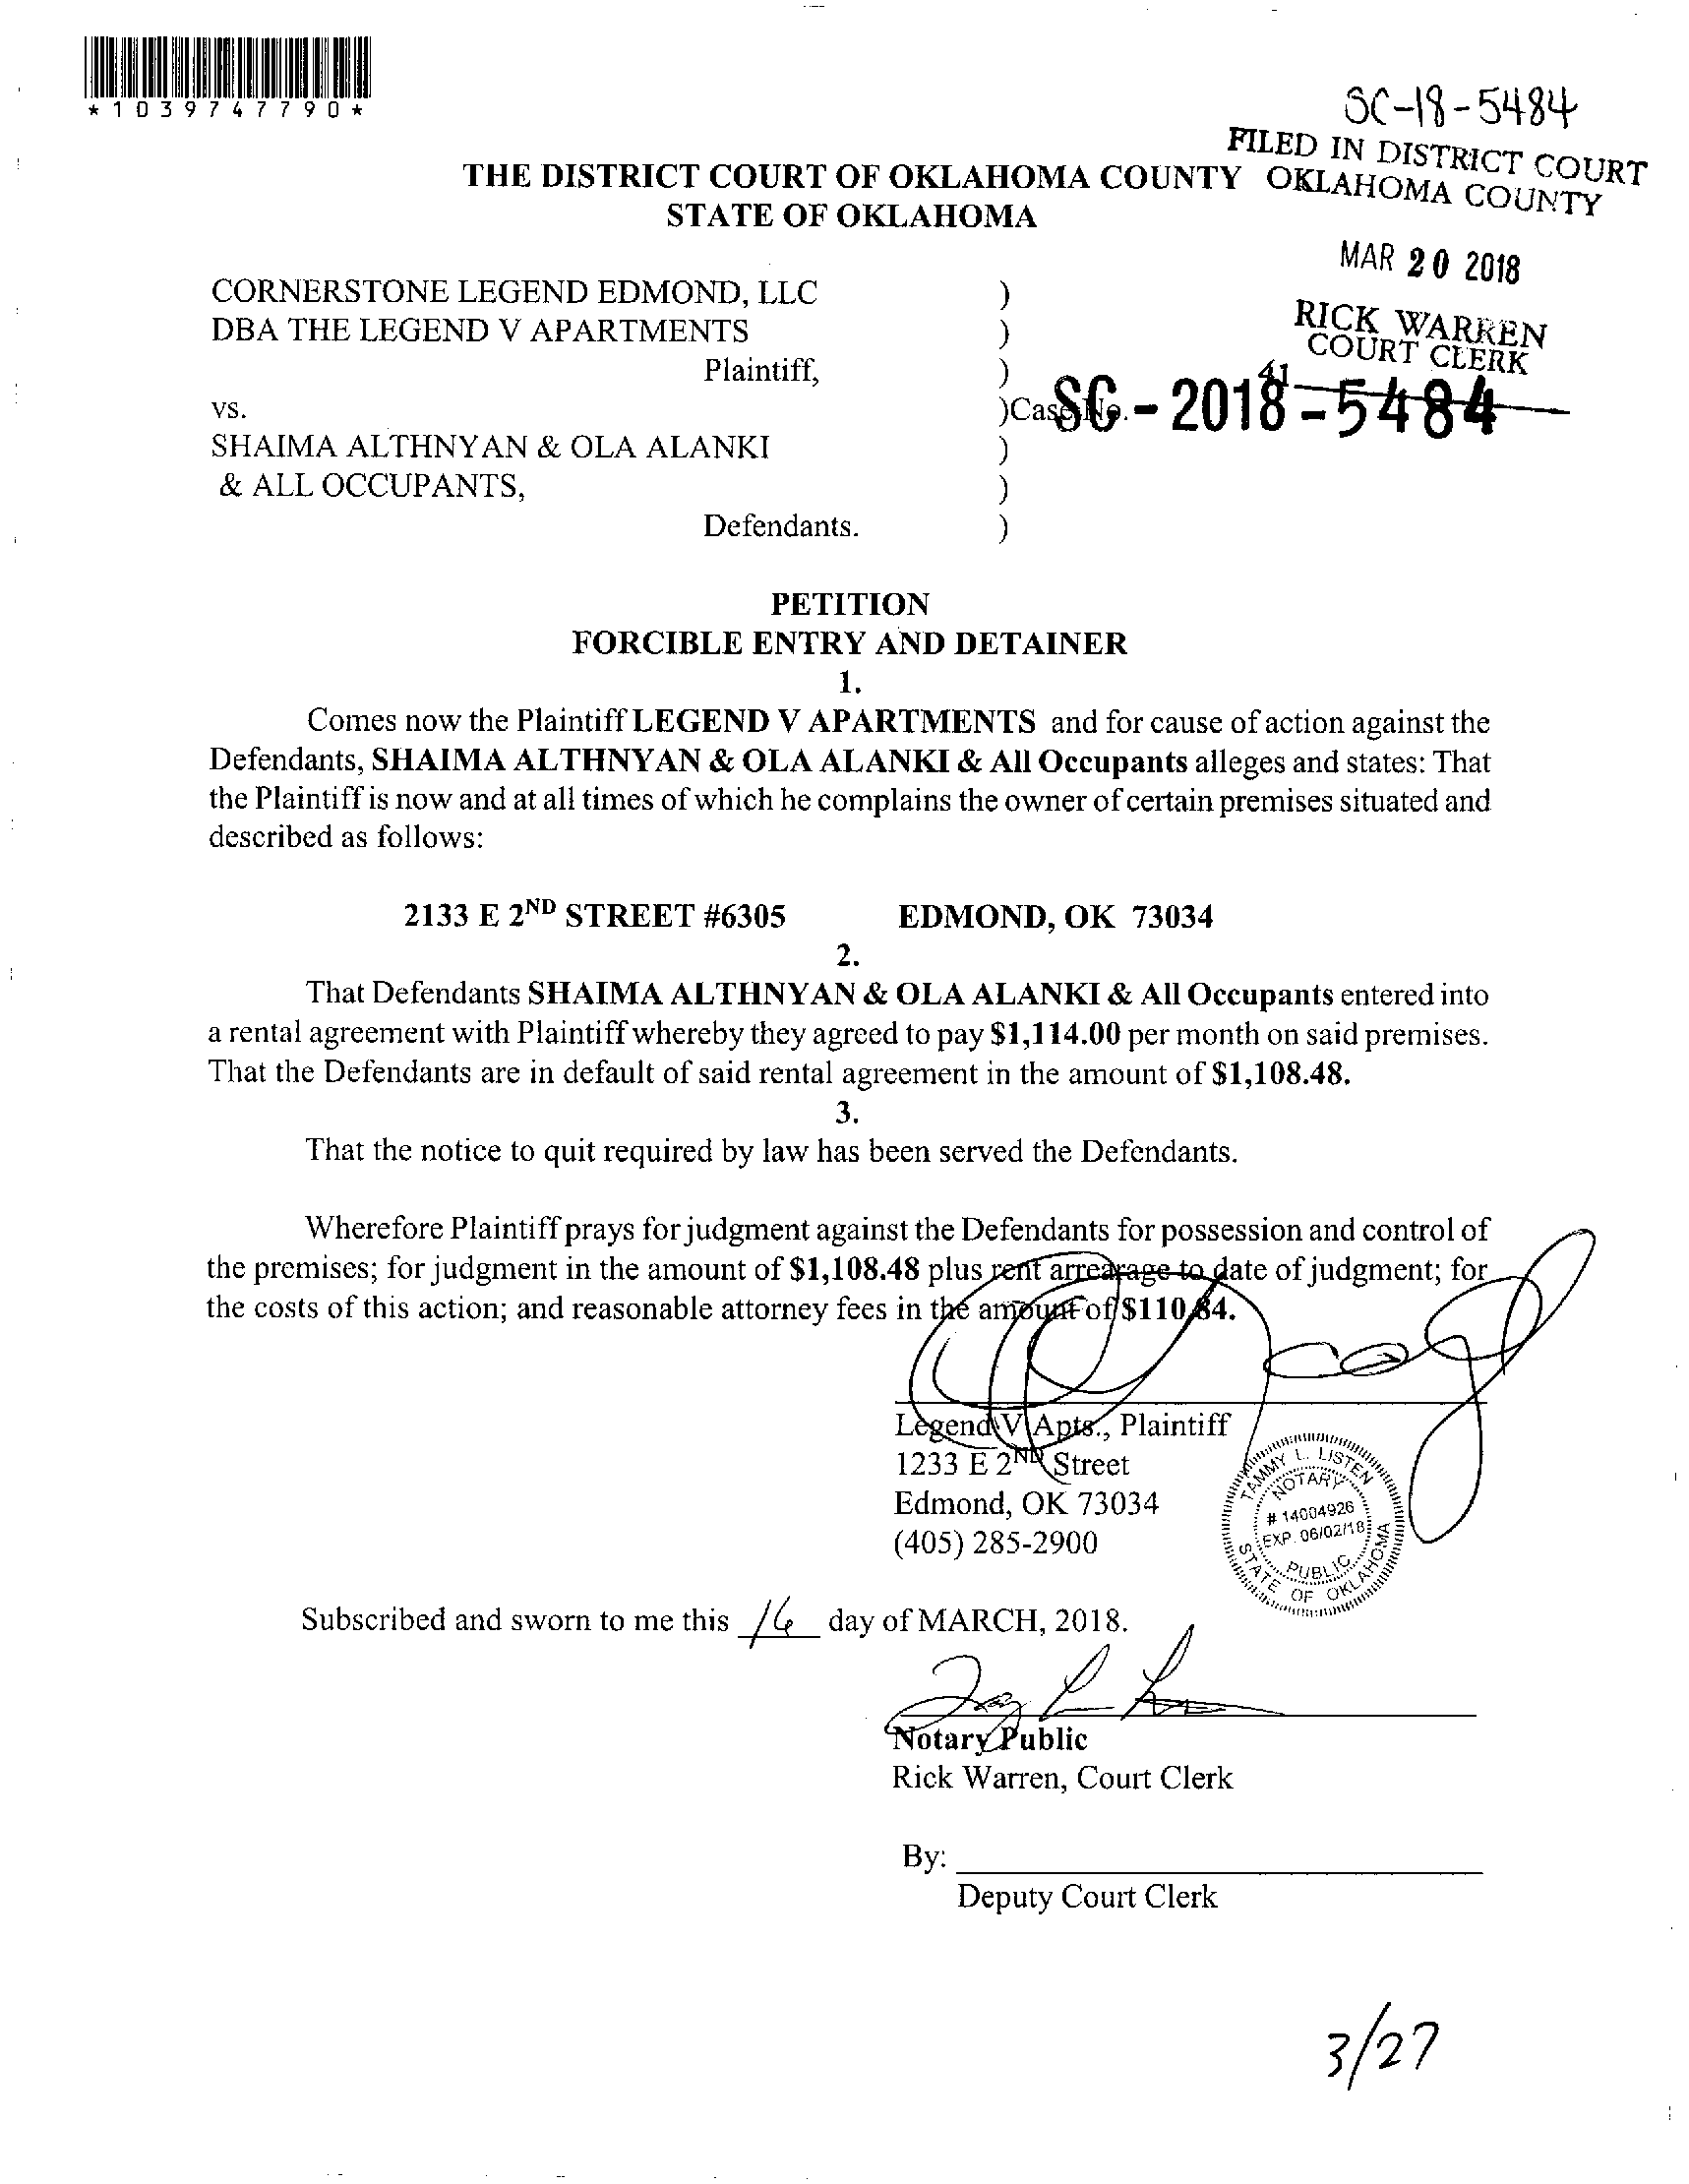 *1039747790*
SC-18-5484
FILED IN DISTRICT COURT
OKLAHOMA COUNTY
THE DISTRICT COURT OF OKLAHOMA COUNTY
STATE OF OKLAHOMA
MAR 20 2018
RICK WARREN
COURT CLERK
41
CORNERSTONE LEGEND EDMOND, LLC )
DBA THE LEGEND V APARTMENTS )
Plaintiff, )
vs. )Case No. SC-2018-5484
SHAIMA ALTHNYAN & OLA ALANKI )
& ALL OCCUPANTS, )
Defendants. )
PETITION
FORCIBLE ENTRY AND DETAINER
1.
Comes now the Plaintiff LEGEND V APARTMENTS and for cause of action against the
Defendants, SHAIMA ALTHNYAN & OLA ALANKI & All Occupants alleges and states: That
the Plaintiff is now and at all times of which he complains the owner of certain premises situated and
described as follows:
2133 E 2ND STREET #6305 EDMOND, OK 73034
2.
That Defendants SHAIMA ALTHNYAN & OLA ALANKI & All Occupants entered into
a rental agreement with Plaintiff whereby they agreed to pay $1,114.00 per month on said premises.
That the Defendants are in default of said rental agreement in the amount of $1,108.48.
3.
That the notice to quit required by law has been served the Defendants.
Wherefore Plaintiff prays for judgment against the Defendants for possession and control of
the premises; for judgment in the amount of $1,108.48 plus rent arrearage to date of judgment; for
the costs of this action; and reasonable attorney fees in the amount of $110.84.
Legend V Apts., Plaintiff
1233 E 2ND Street
Edmond, OK 73034
(405) 285-2900
TAMMY L. LISTEN
NOTARY
# 14004926
EXP. 06/02/18
PUBLIC
STATE OF OKLAHOMA
Subscribed and sworn to me this 16 day of MARCH, 2018.
Notary Public
Rick Warren, Court Clerk
By:
Deputy Court Clerk
3/27